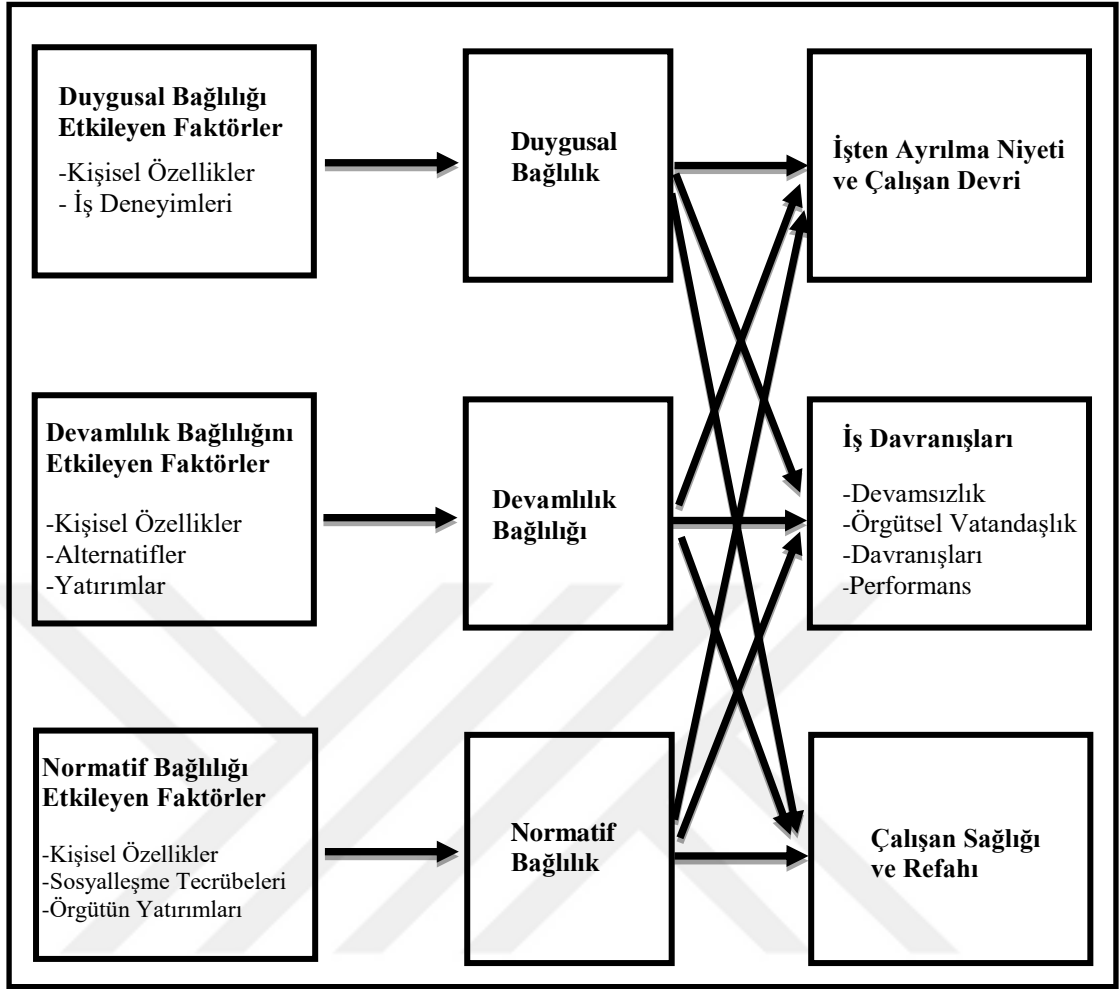 Duygusal Bağlılığı
Etkileyen Faktörler
-Kişisel Özellikler
- İş Deneyimleri
Duygusal
Bağlılık
İşten Ayrılma Niyeti
ve Çalışan Devri
Devamlılık Bağlılığını
Etkileyen Faktörler
-Kişisel Özellikler
-Alternatifler
-Yatırımlar
Devamlılık
Bağlılığı
İş Davranışları
-Devamsızlık
-Örgütsel Vatandaşlık
-Davranışları
-Performans
Normatif Bağlılığı
Etkileyen Faktörler
-Kişisel Özellikler
-Sosyalleşme Tecrübeleri
-Örgütün Yatırımları
Normatif
Bağlılık
Çalışan Sağlığı
ve Refahı